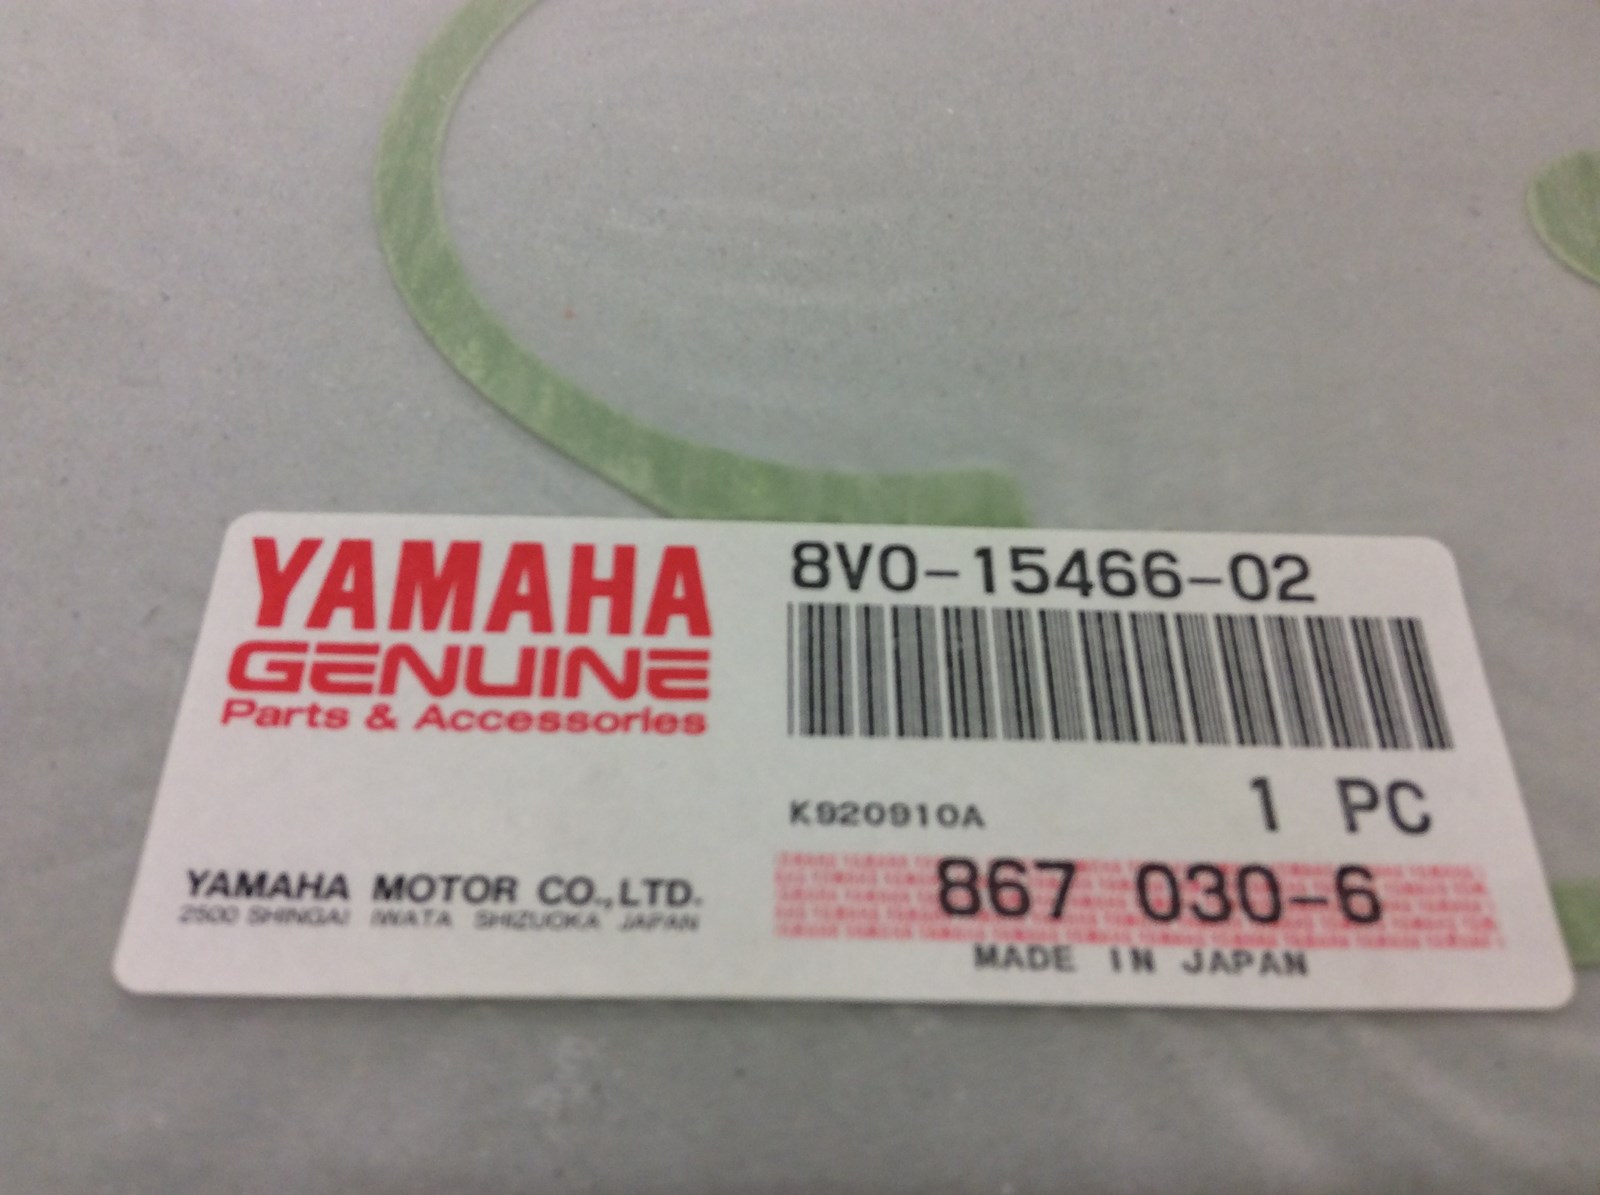 YAMAHA
GENUINE
Parts & Accessories
8V0-15466-02
K920910A
1 PC
YAMAHA MOTOR CO.,LTD.
2500 SHINGAI IWATA SHIZUOKA JAPAN
867 030-6
MADE IN JAPAN